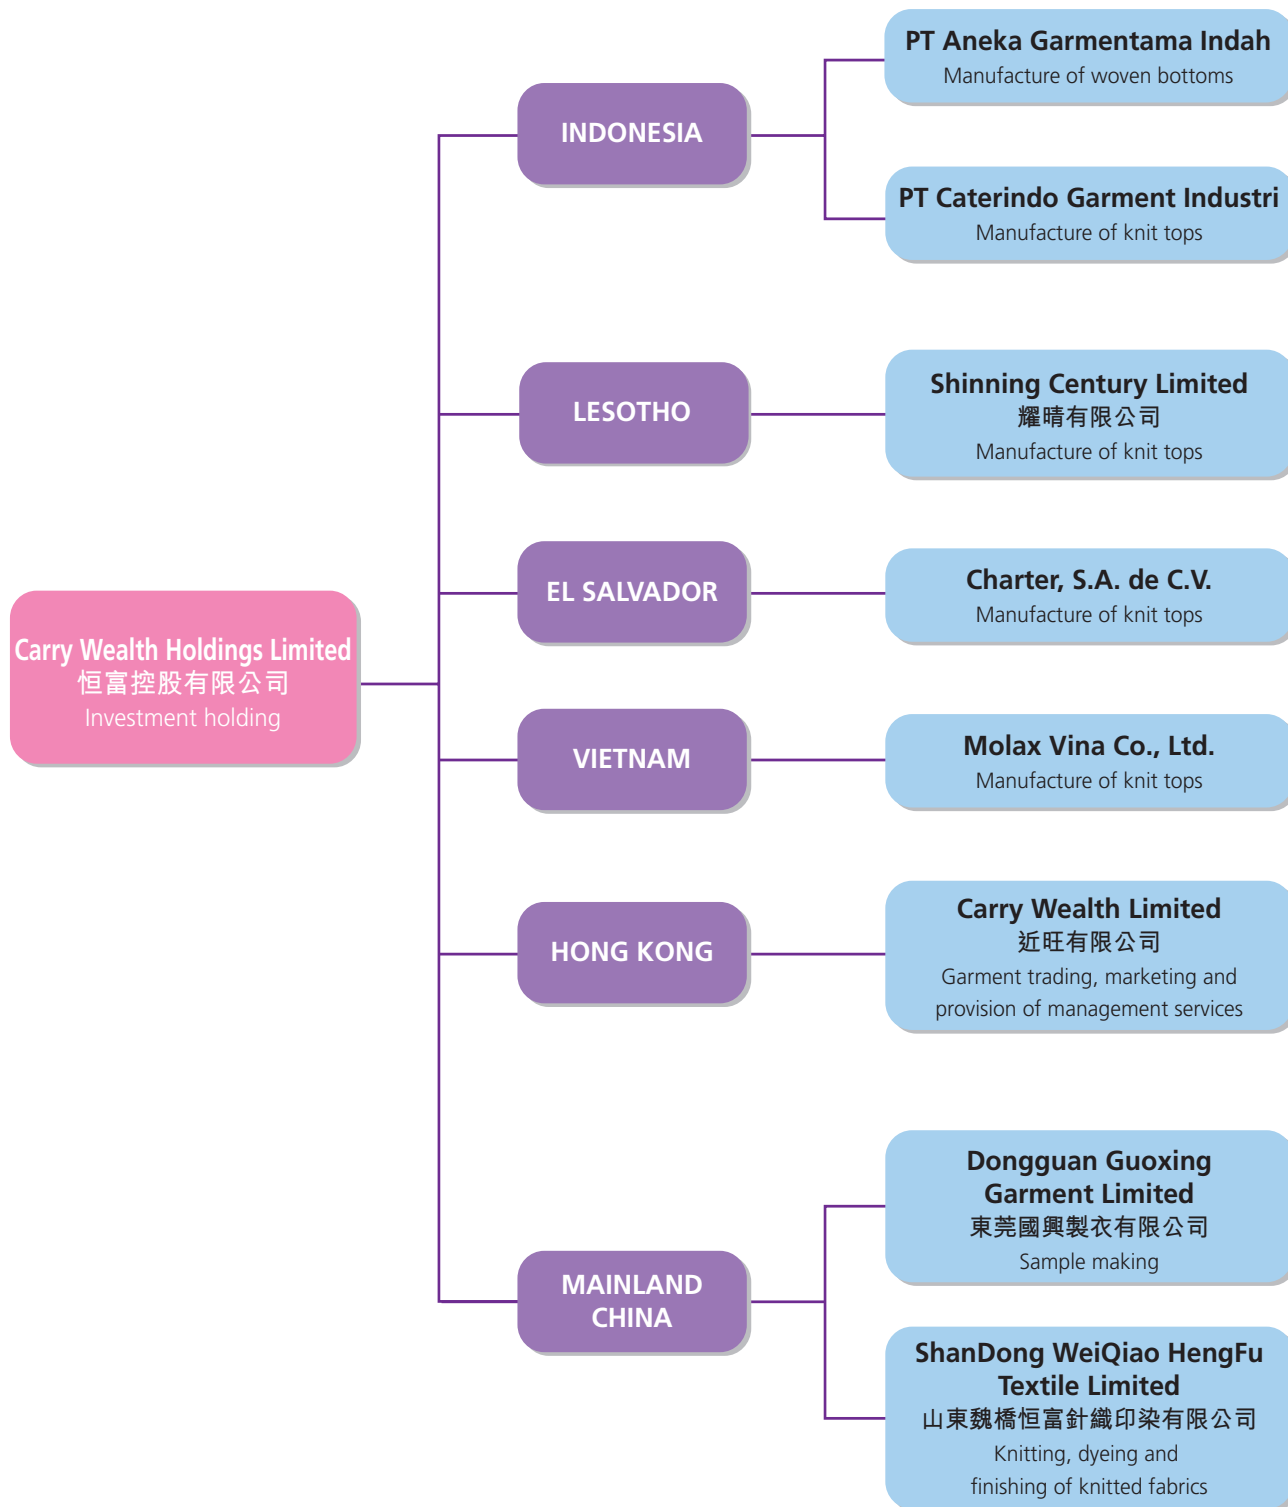 Carry Wealth Holdings Limited
恒富控股有限公司
Investment holding
INDONESIA
PT Aneka Garmentama Indah
Manufacture of woven bottoms
PT Caterindo Garment Industri
Manufacture of knit tops
LESOTHO
Shinning Century Limited
耀晴有限公司
Manufacture of knit tops
EL SALVADOR
Charter, S.A. de C.V.
Manufacture of knit tops
VIETNAM
Molax Vina Co., Ltd.
Manufacture of knit tops
HONG KONG
Carry Wealth Limited
近旺有限公司
Garment trading, marketing and
provision of management services
MAINLAND
CHINA
Dongguan Guoxing
Garment Limited
東莞國興製衣有限公司
Sample making
ShanDong WeiQiao HengFu
Textile Limited
山東魏橋恒富針織印染有限公司
Knitting, dyeing and
finishing of knitted fabrics